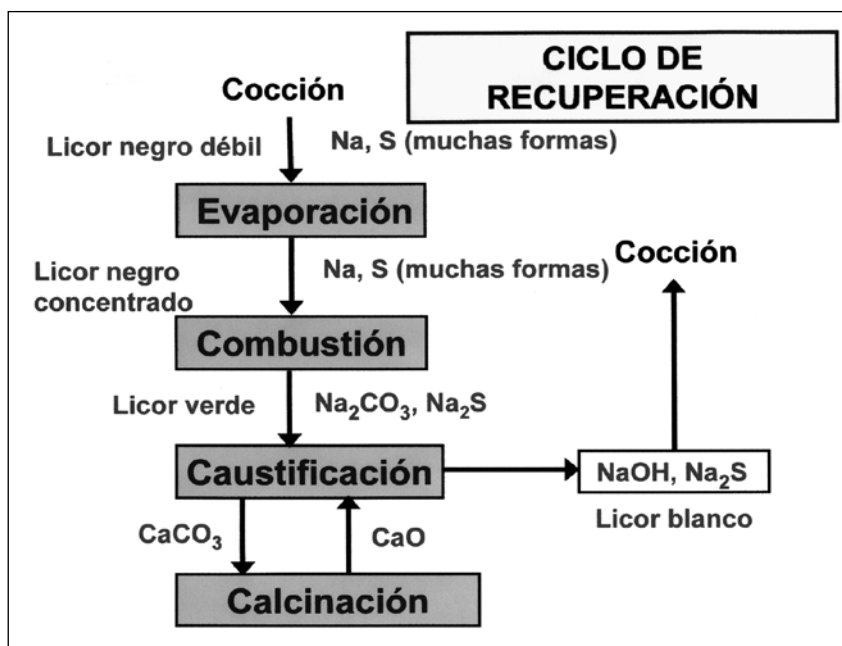 CICLO DE
RECUPERACIÓN
Cocción
Licor negro débil
Na, S (muchas formas)
Evaporación
Licor negro
concentrado
Na, S (muchas formas)
Cocción
Combustión
Licor verde
Na₂CO₃, Na₂S
Caustificación
NaOH, Na₂S
Licor blanco
CaCO₃
CaO
Calcinación